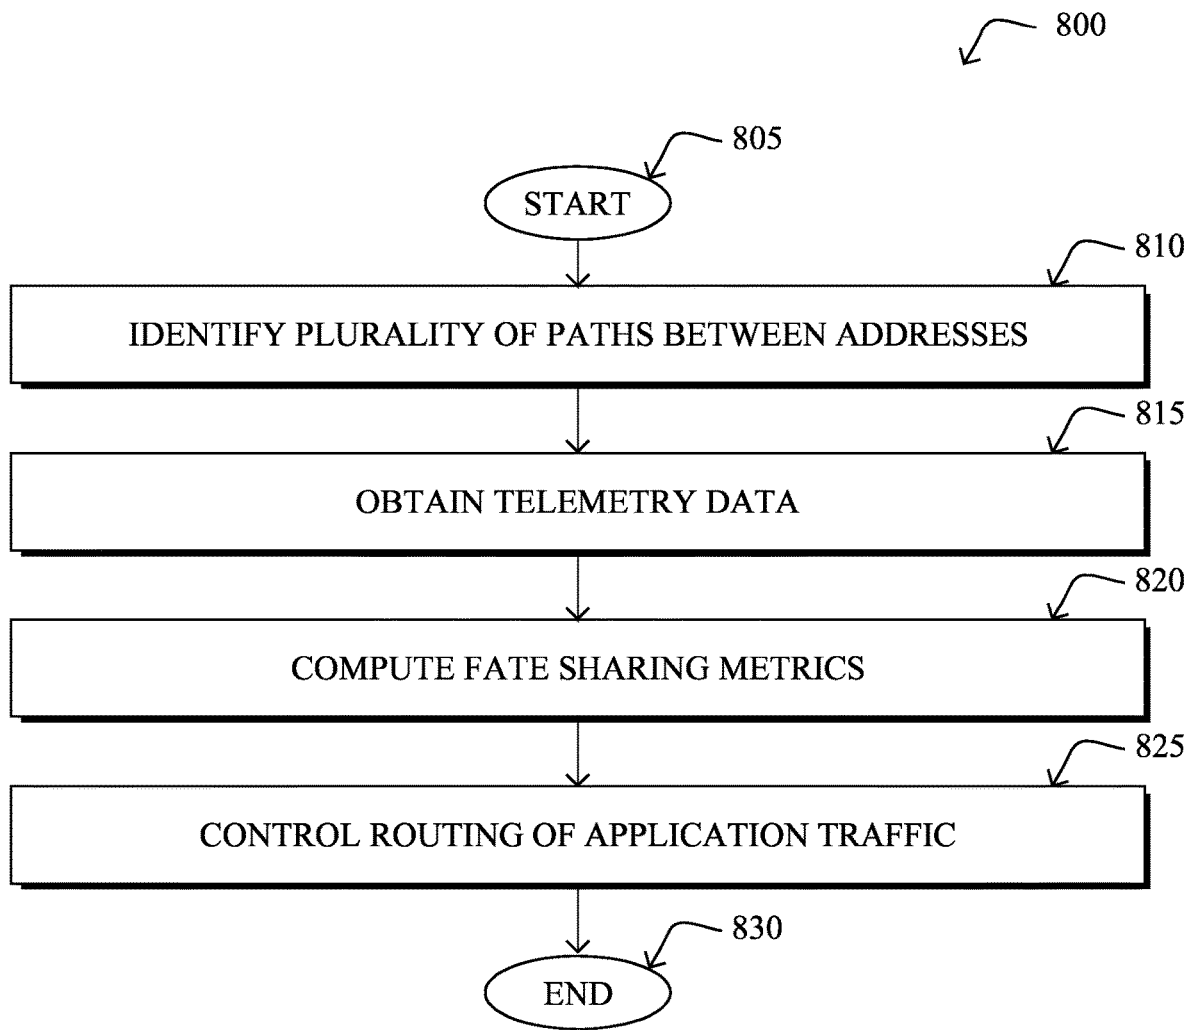 800
805
START
810
IDENTIFY PLURALITY OF PATHS BETWEEN ADDRESSES
815
OBTAIN TELEMETRY DATA
820
COMPUTE FATE SHARING METRICS
825
CONTROL ROUTING OF APPLICATION TRAFFIC
830
END